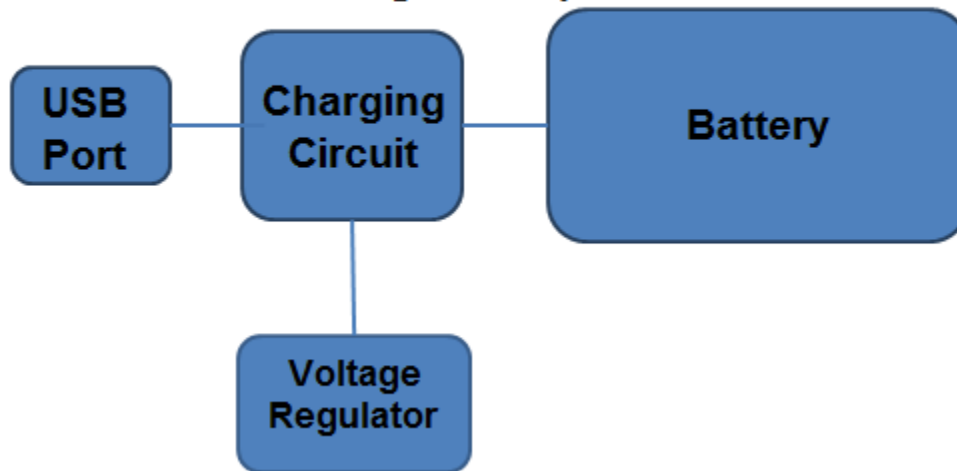 USB
Port
Charging
Circuit
Battery
Voltage
Regulator